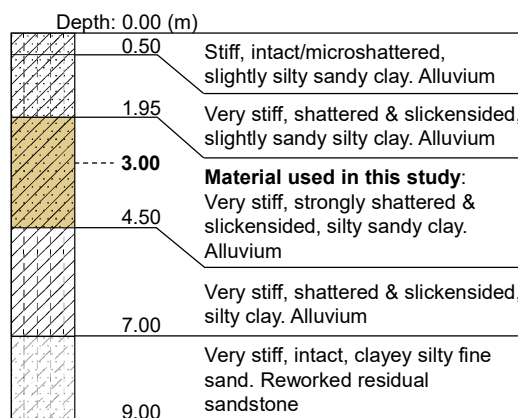 Depth: 0.00 (m)
0.50
Stiff, intact/microshattered,
slightly silty sandy clay. Alluvium
1.95
Very stiff, shattered & slickensided,
slightly sandy silty clay. Alluvium
3.00
Material used in this study:
Very stiff, strongly shattered &
slickensided, silty sandy clay.
Alluvium
4.50
Very stiff, shattered & slickensided,
silty clay. Alluvium
7.00
Very stiff, intact, clayey silty fine
sand. Reworked residual
sandstone
9.00